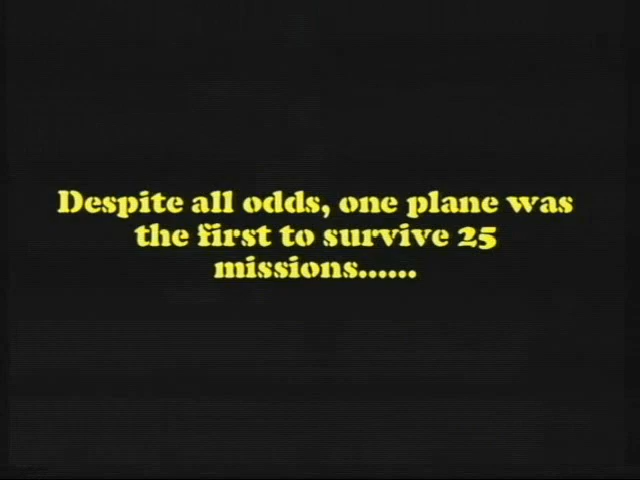 Despite all odds, one plane was
the first to survive 25
missions......